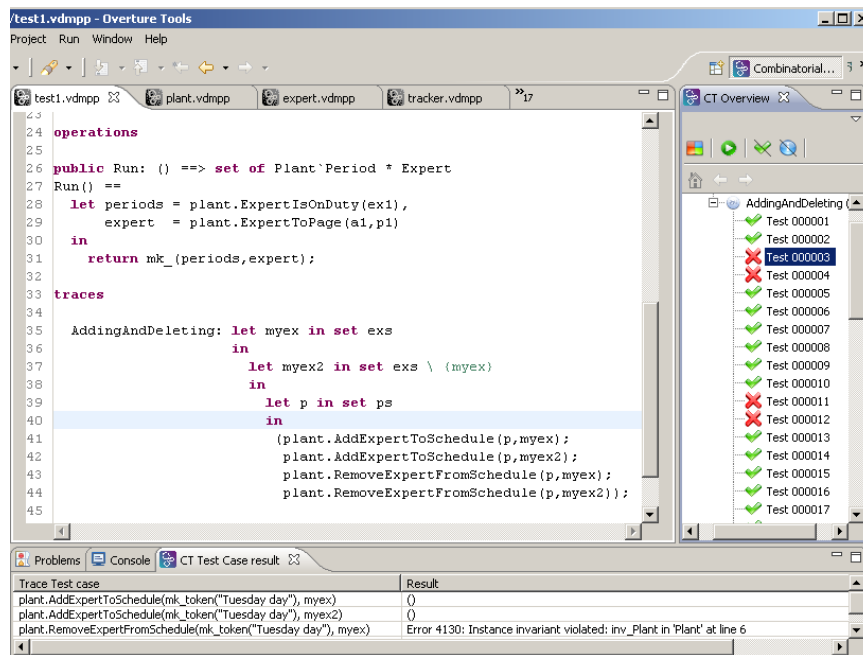 /test1.vdmpp - Overture Tools
Project Run Window Help
Combinatorial...
test1.vdmpp
plant.vdmpp
expert.vdmpp
tracker.vdmpp
17
CT Overview
23
24 operations
25
26 public Run: () ==> set of Plant`Period * Expert
27 Run() ==
28 let periods = plant.ExpertIsOnDuty(ex1),
29 expert = plant.ExpertToPage(a1,p1)
30 in
31 return mk_(periods,expert);
32
33 traces
34
35 AddingAndDeleting: let myex in set exs
36 in
37 let myex2 in set exs \ {myex}
38 in
39 let p in set ps
40 in
41 (plant.AddExpertToSchedule(p,myex);
42 plant.AddExpertToSchedule(p,myex2);
43 plant.RemoveExpertFromSchedule(p,myex);
44 plant.RemoveExpertFromSchedule(p,myex2));
45
AddingAndDeleting (
Test 000001
Test 000002
Test 000003
Test 000004
Test 000005
Test 000006
Test 000007
Test 000008
Test 000009
Test 000010
Test 000011
Test 000012
Test 000013
Test 000014
Test 000015
Test 000016
Test 000017
Problems Console CT Test Case result
Trace Test case Result
plant.AddExpertToSchedule(mk_token("Tuesday day"), myex) ()
plant.AddExpertToSchedule(mk_token("Tuesday day"), myex2) ()
plant.RemoveExpertFromSchedule(mk_token("Tuesday day"), myex) Error 4130: Instance invariant violated: inv_Plant in 'Plant' at line 6